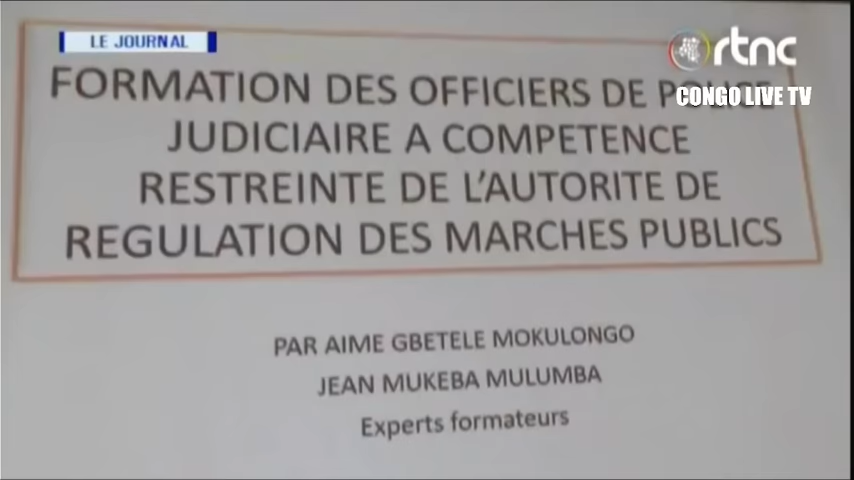 LE JOURNAL
rtnc
CONGO LIVE TV
FORMATION DES OFFICIERS DE POLICE
JUDICIAIRE A COMPETENCE
RESTREINTE DE L'AUTORITE DE
REGULATION DES MARCHES PUBLICS
PAR AIME GBETELE MOKULONGO
JEAN MUKEBA MULUMBA
Experts formateurs